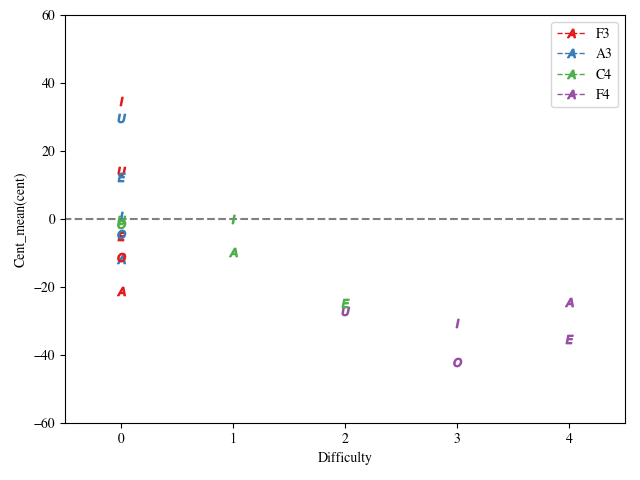 60
40
20
0
−20
−40
−60
Cent_mean(cent)
I
U
U
E
I
O
O
E
O
A
A
I
A
E
U
I
O
A
E
0 1 2 3 4
Difficulty
A F3
A A3
A C4
A F4